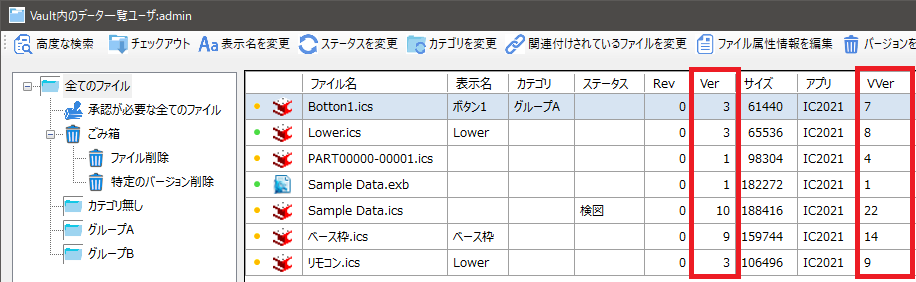 Vault内のデータ一覧ユーザ:admin
高度な検索 チェックアウト Aa 表示名を変更 ステータスを変更 カテゴリを変更 関連付けされているファイルを変更 ファイル属性情報を編集 バージョンを
全てのファイル
承認が必要な全てのファイル
ごみ箱
ファイル削除
特定のバージョン削除
カテゴリ無し
グループA
グループB
ファイル名 表示名 カテゴリ ステータス Rev Ver サイズ アプリ VVer
Botton1.ics ボタン1 グループA 0 3 61440 IC2021 7
Lower.ics Lower 0 3 65536 IC2021 8
PART00000-00001.ics 0 1 98304 IC2021 4
Sample Data.exb 0 1 182272 IC2021 1
Sample Data.ics 検図 0 10 188416 IC2021 22
ベース枠.ics ベース枠 0 9 159744 IC2021 14
リモコン.ics Lower 0 3 106496 IC2021 9